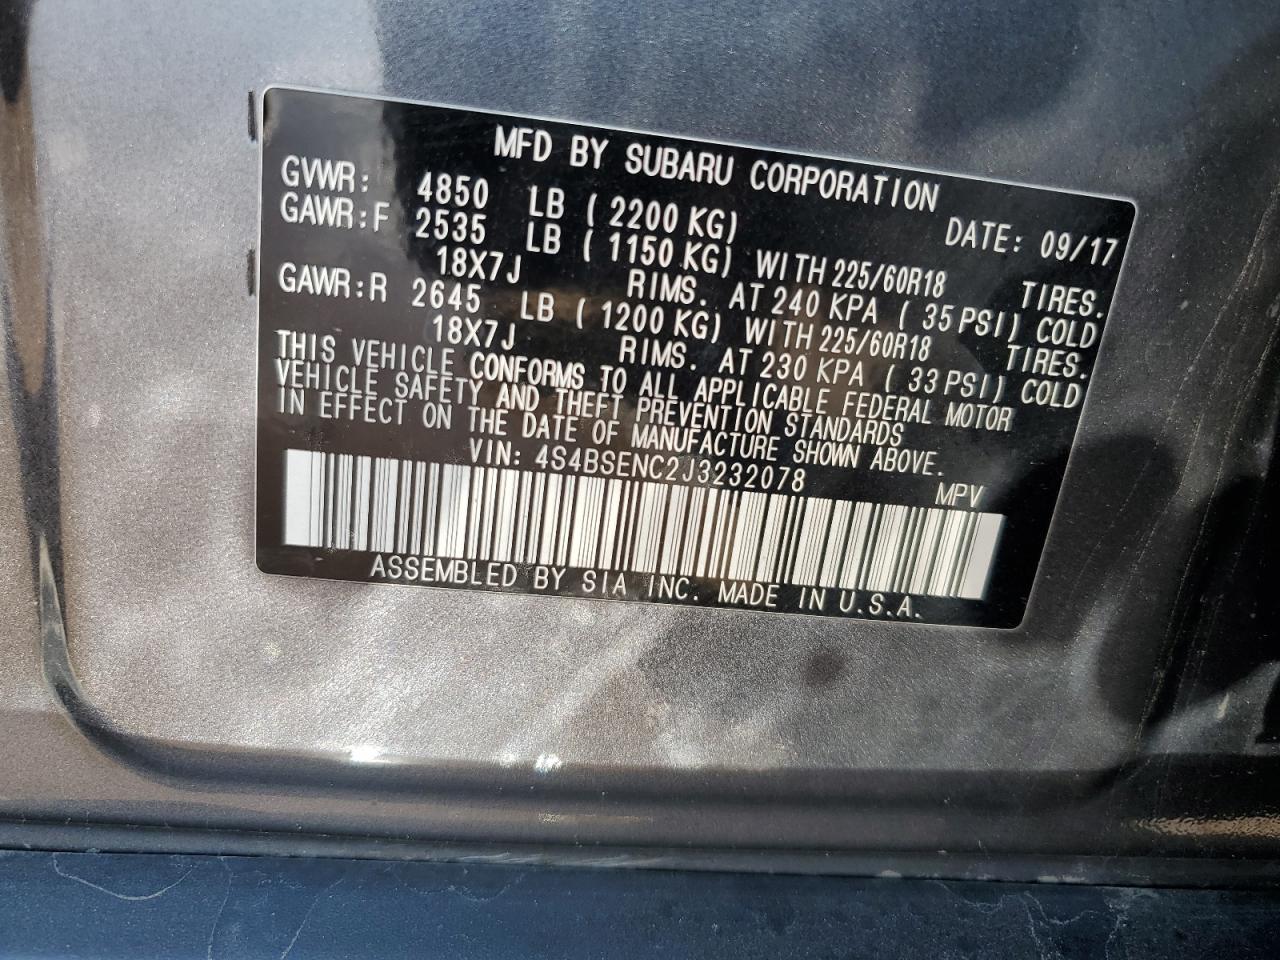 MFD BY SUBARU CORPORATION
DATE: 09/17
GVWR: 4850 LB ( 2200 KG)
GAWR:F 2535 LB ( 1150 KG) WITH 225/60R18 TIRES.
18X7J RIMS. AT 240 KPA ( 35 PSI) COLD
GAWR:R 2645 LB ( 1200 KG) WITH 225/60R18 TIRES.
18X7J RIMS. AT 230 KPA ( 33 PSI) COLD
THIS VEHICLE CONFORMS TO ALL APPLICABLE FEDERAL MOTOR
VEHICLE SAFETY AND THEFT PREVENTION STANDARDS
IN EFFECT ON THE DATE OF MANUFACTURE SHOWN ABOVE.
VIN: 4S4BSENC2J3232078 MPV
ASSEMBLED BY SIA INC. MADE IN U.S.A.